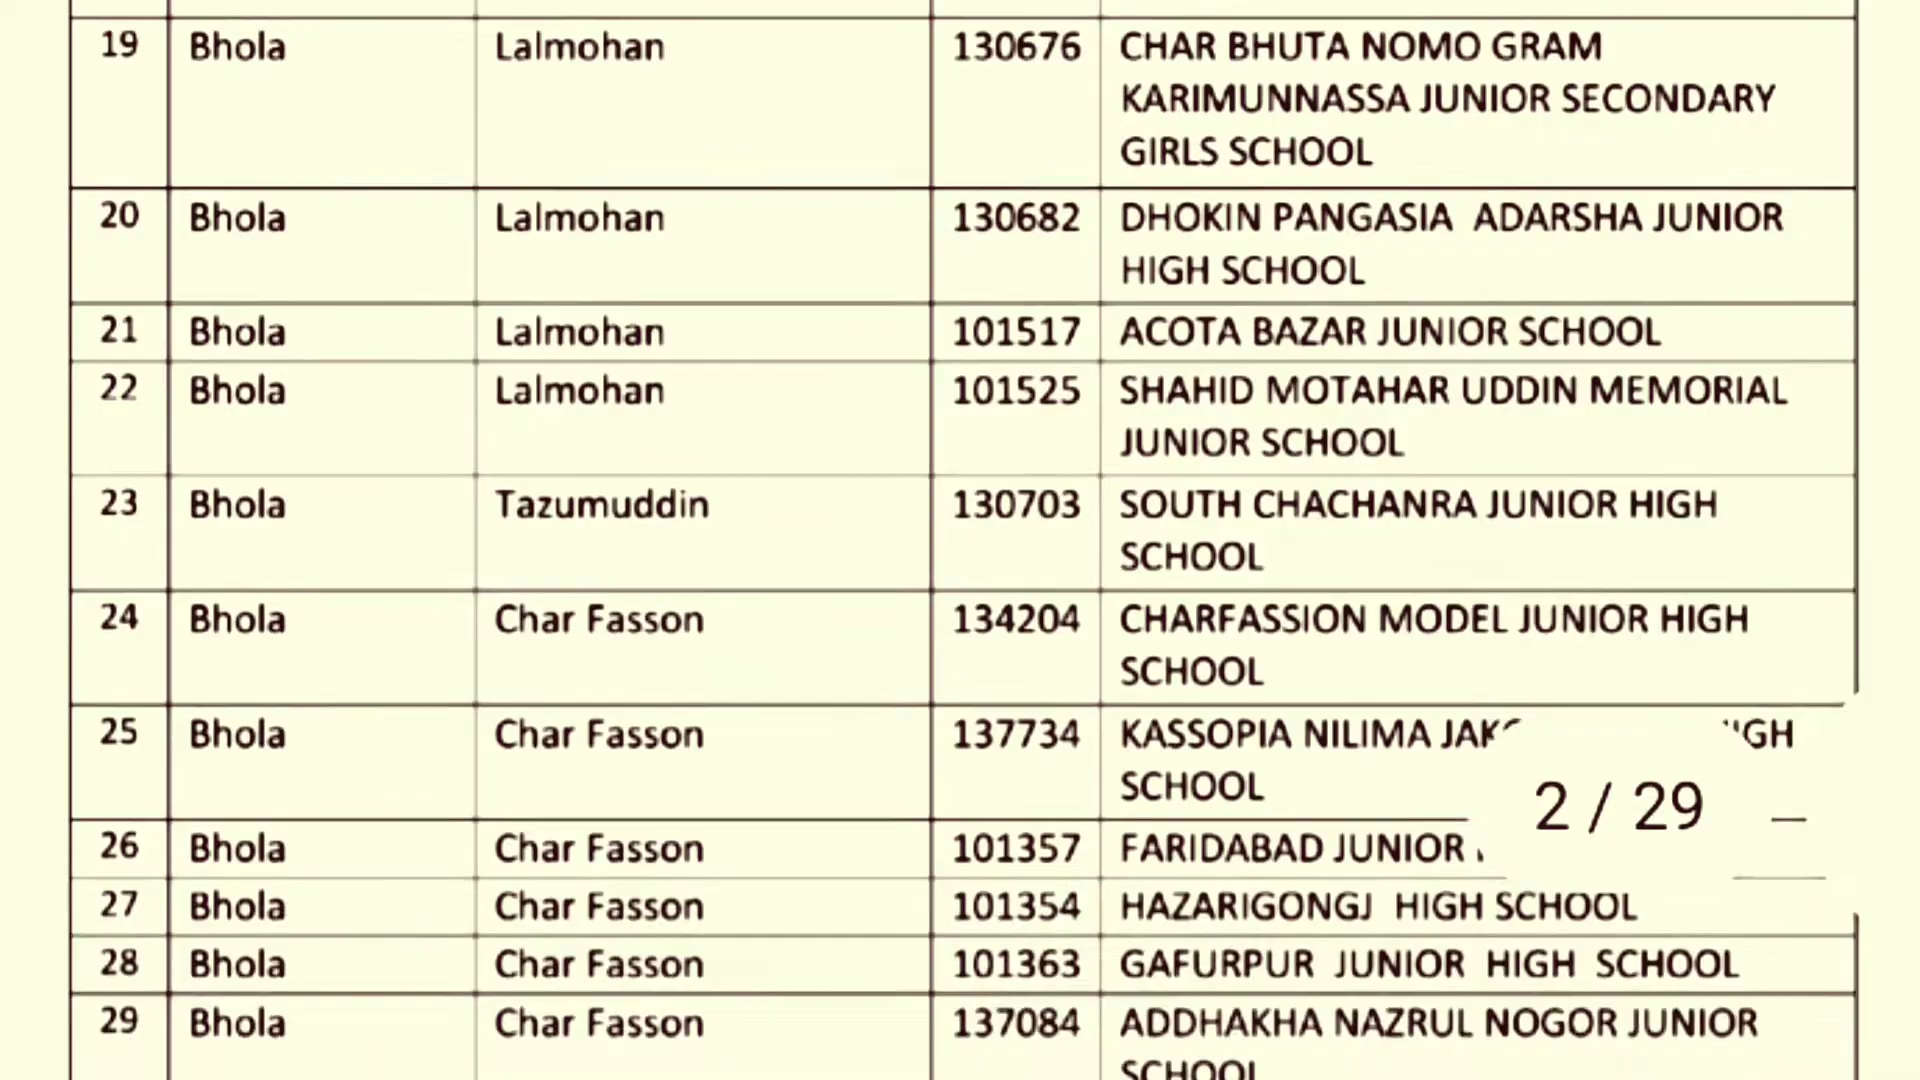 19 Bhola Lalmohan 130676 CHAR BHUTA NOMO GRAM
KARIMUNNASSA JUNIOR SECONDARY
GIRLS SCHOOL
20 Bhola Lalmohan 130682 DHOKIN PANGASIA ADARSHA JUNIOR
HIGH SCHOOL
21 Bhola Lalmohan 101517 ACOTA BAZAR JUNIOR SCHOOL
22 Bhola Lalmohan 101525 SHAHID MOTAHAR UDDIN MEMORIAL
JUNIOR SCHOOL
23 Bhola Tazumuddin 130703 SOUTH CHACHANRA JUNIOR HIGH
SCHOOL
24 Bhola Char Fasson 134204 CHARFASSION MODEL JUNIOR HIGH
SCHOOL
25 Bhola Char Fasson 137734 KASSOPIA NILIMA
SCHOOL
2 / 29
26 Bhola Char Fasson 101357 FARIDABAD JUNIOR
27 Bhola Char Fasson 101354 HAZARIGONGJ HIGH SCHOOL
28 Bhola Char Fasson 101363 GAFURPUR JUNIOR HIGH SCHOOL
29 Bhola Char Fasson 137084 ADDHAKHA NAZRUL NOGOR JUNIOR
SCHOOL